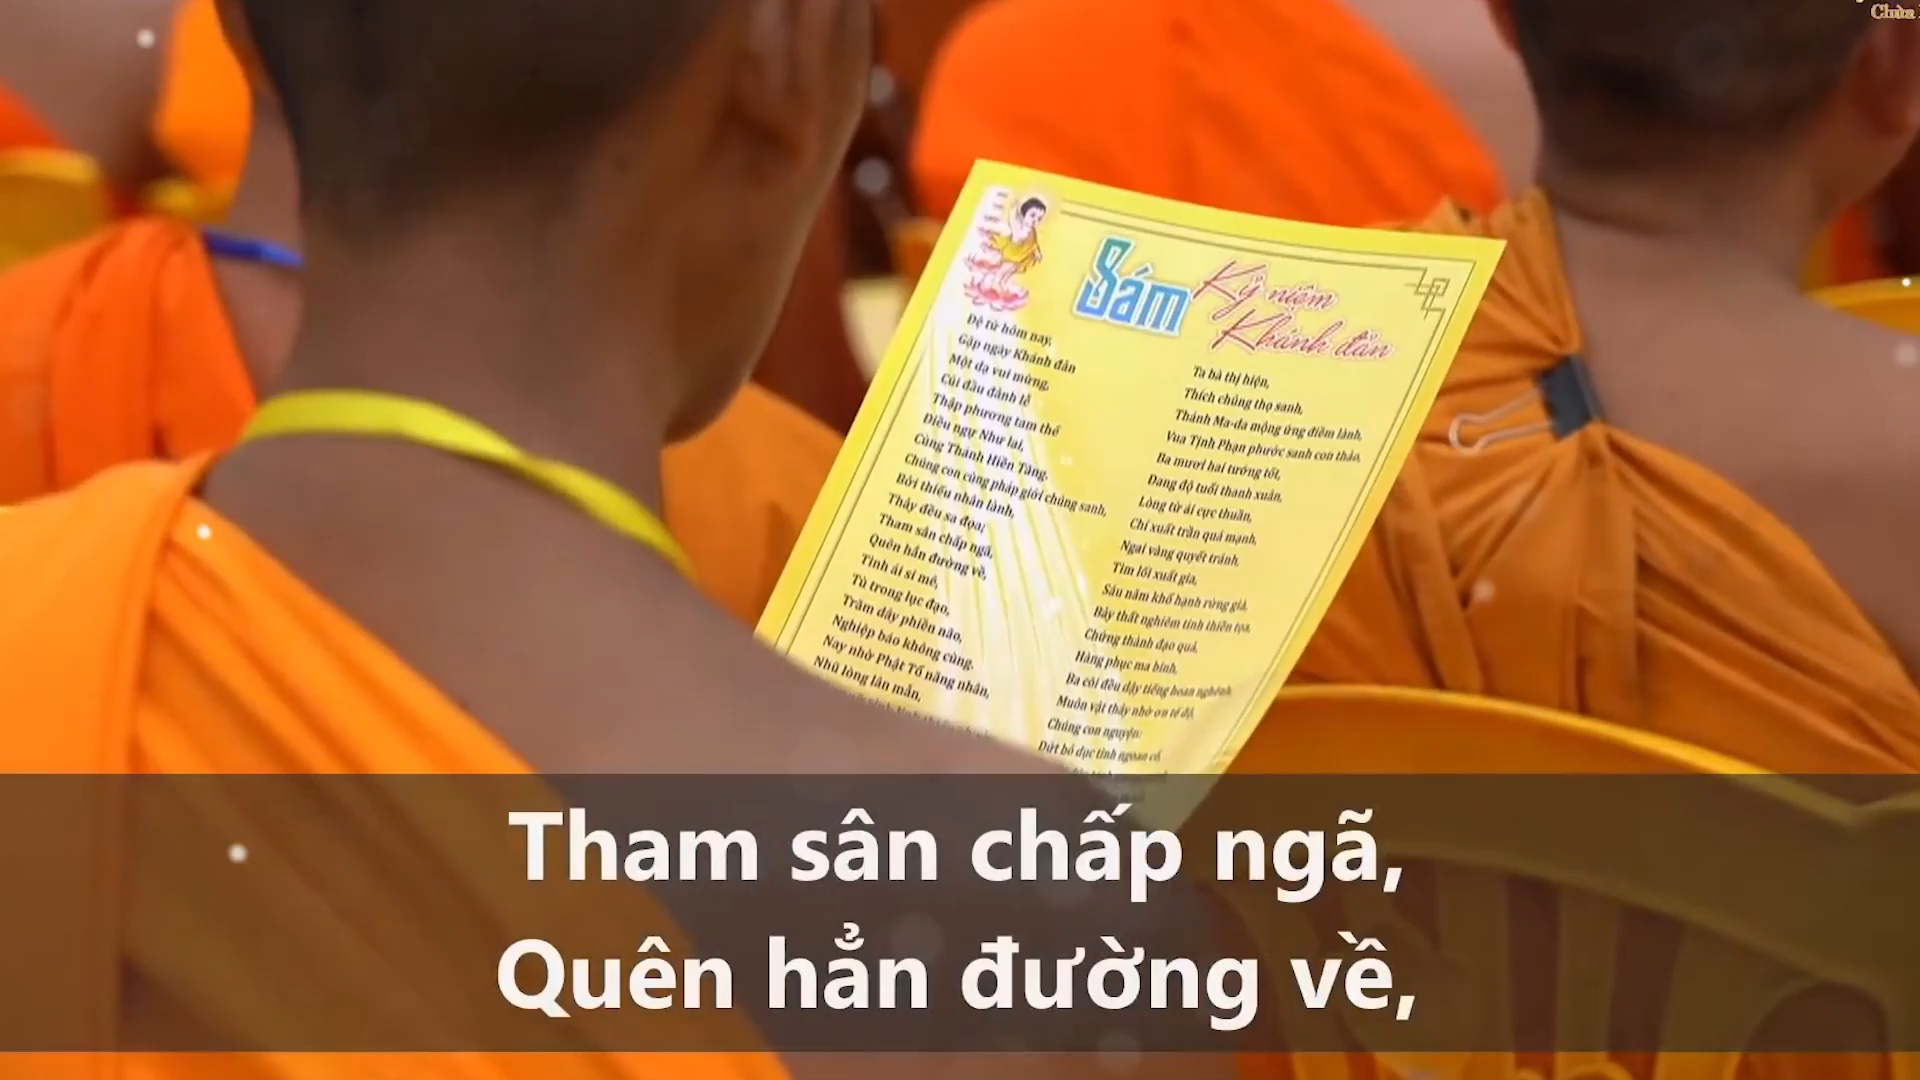 Chùa
Sám Kỷ niệm
Khánh đản
Đệ tử hôm nay,
Gặp ngày Khánh đản
Một dạ vui mừng,
Cúi đầu đảnh lễ
Thập phương tam thế
Điều ngự Như lai,
Cùng Thánh Hiền Tăng.
Chúng con cùng pháp giới chúng sanh,
Bởi thiếu nhân lành,
Thảy đều sa đọa;
Tham sân chấp ngã,
Quên hẳn đường về,
Tình ái si mê,
Tù trong lục đạo,
Trăm dây phiền não,
Nghiệp báo không cùng.
Nay nhờ Phật Tổ năng nhân,
Nhũ lòng lân mẫn,
Ta bà thị hiện,
Thích chủng thọ sanh,
Thánh Ma-da mộng ứng điềm lành,
Vua Tịnh Phạn phước sanh con thảo,
Ba mươi hai tướng tốt,
Đang độ tuổi thanh xuân,
Lòng từ ái cực thuần,
Chí xuất trần quá mạnh,
Ngai vàng quyết tránh,
Tìm lối xuất gia,
Sáu năm khổ hạnh rừng già,
Bảy thất nghiêm tinh thiền tọa,
Chứng thành đạo quả,
Hàng phục ma binh,
Ba cõi đều dậy tiếng hoan nghênh,
Muôn vật thảy nhờ ơn tế độ,
Chúng con nguyện:
Dứt bỏ dục tình ngoan cố
Tham sân chấp ngã,
Quên hẳn đường về,